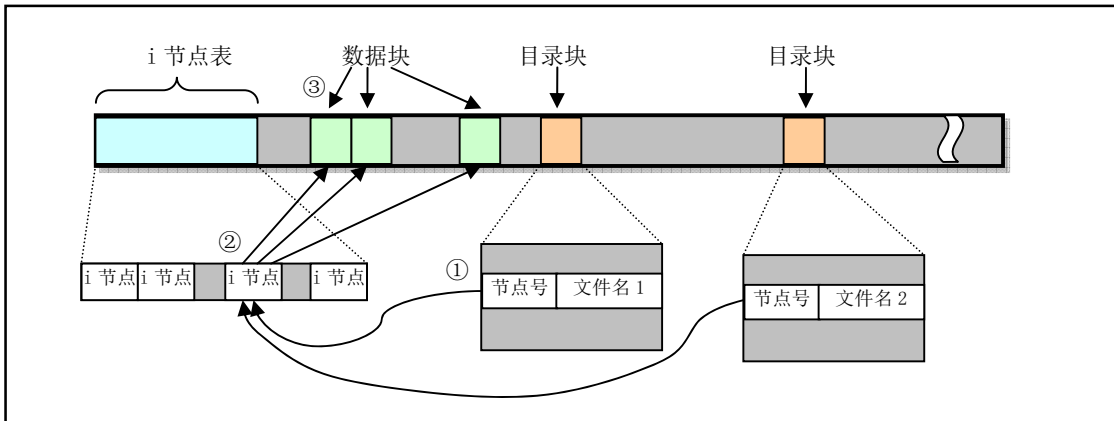 i 节点表
数据块
目录块
目录块
③
②
①
i 节点
i 节点
i 节点
i 节点
节点号
文件名 1
节点号
文件名 2